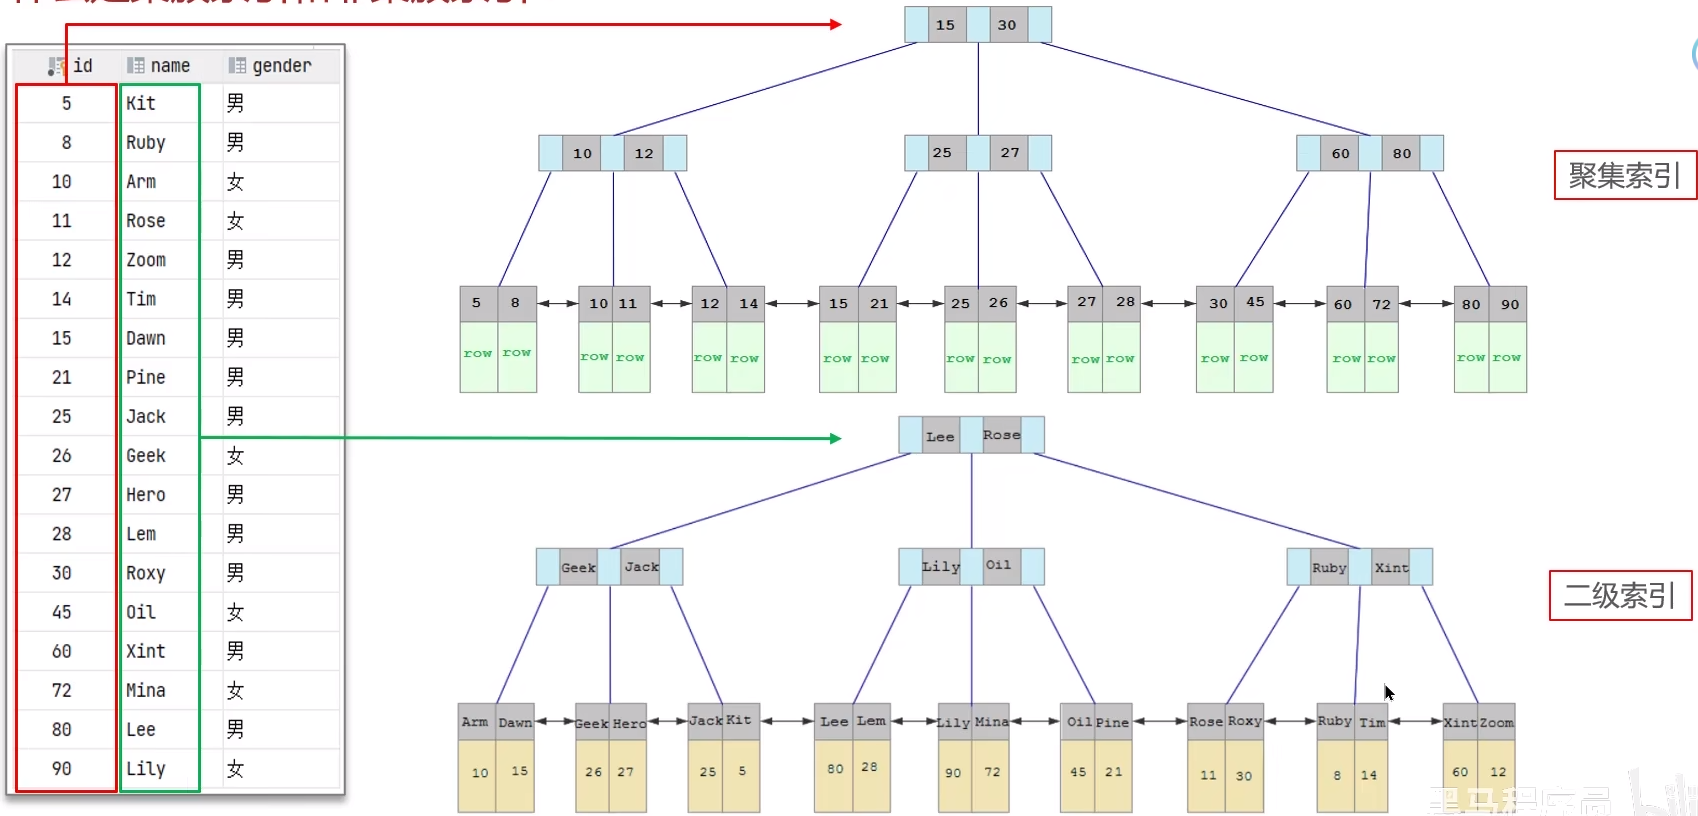 id name gender
5 Kit 男
8 Ruby 男
10 Arm 女
11 Rose 女
12 Zoom 男
14 Tim 男
15 Dawn 男
21 Pine 男
25 Jack 男
26 Geek 女
27 Hero 男
28 Lem 男
30 Roxy 男
45 Oil 女
60 Xint 男
72 Mina 女
80 Lee 男
90 Lily 女
15 30
10 12 25 27 60 80
聚集索引
5 8 10 11 12 14 15 21 25 26 27 28 30 45 60 72 80 90
row row row row row row row row row row row row row row row row row row
Lee Rose
Geek Jack Lily Oil Ruby Xint
二级索引
Arm Dawn Geek Hero Jack Kit Lee Lem Lily Mina Oil Pine Rose Roxy Ruby Tim Xint Zoom
10 15 26 27 25 5 80 28 90 72 45 21 11 30 8 14 60 12
黑马程序员